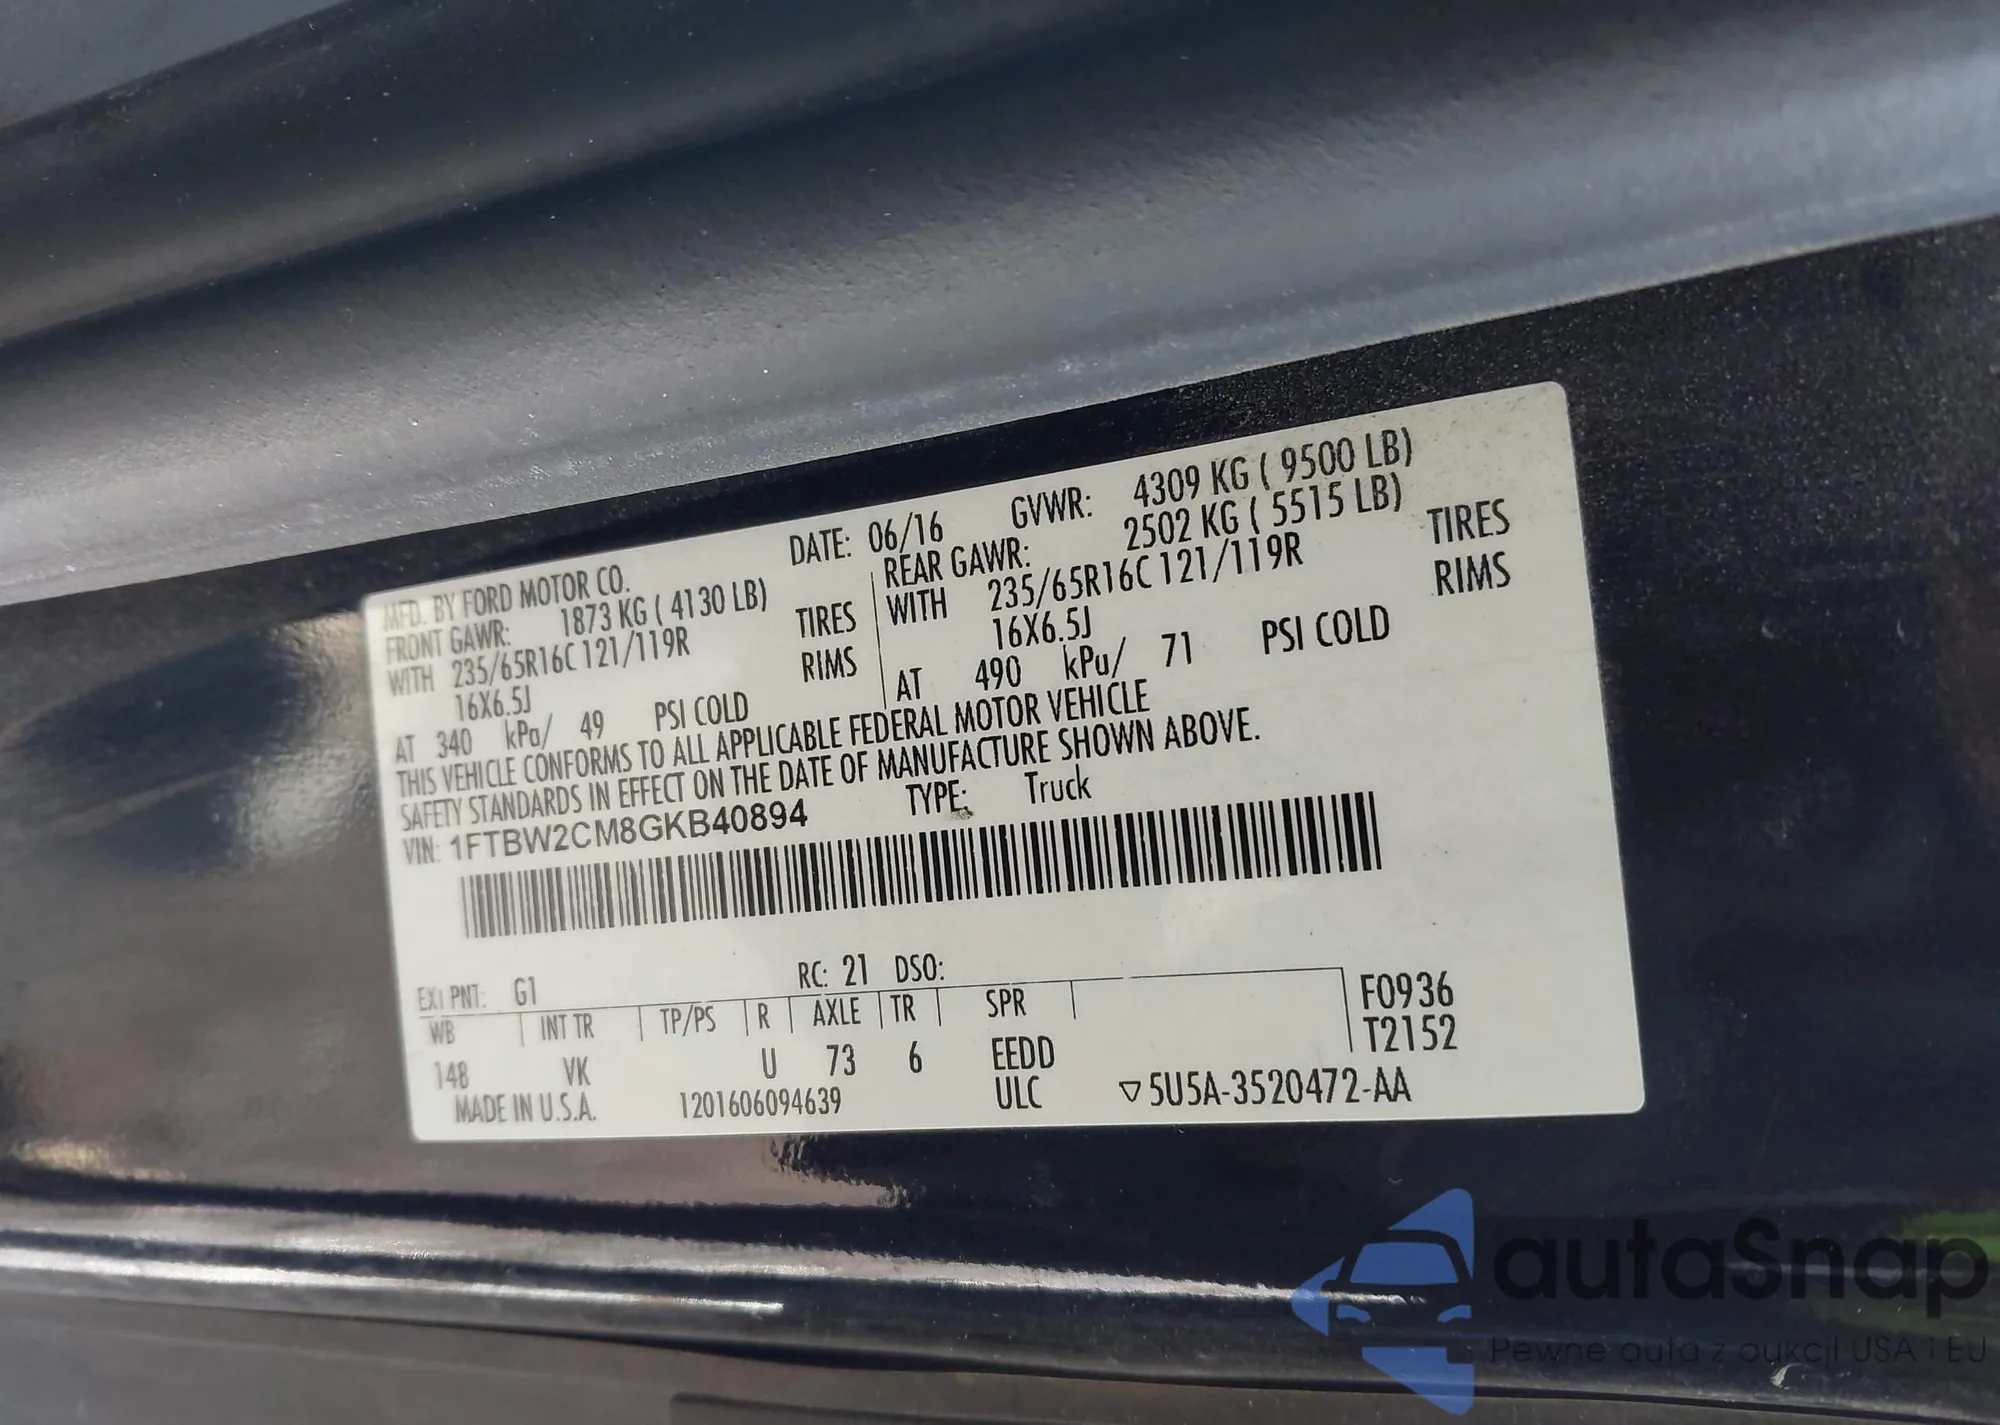 MFD. BY FORD MOTOR CO. DATE: 06/16 GVWR: 4309 KG ( 9500 LB)
FRONT GAWR: 1873 KG ( 4130 LB) REAR GAWR: 2502 KG ( 5515 LB)
WITH 235/65R16C 121/119R TIRES WITH 235/65R16C 121/119R TIRES
16X6.5J RIMS 16X6.5J RIMS
AT 340 kPa/ 49 PSI COLD AT 490 kPa/ 71 PSI COLD
THIS VEHICLE CONFORMS TO ALL APPLICABLE FEDERAL MOTOR VEHICLE
SAFETY STANDARDS IN EFFECT ON THE DATE OF MANUFACTURE SHOWN ABOVE.
VIN: 1FTBW2CM8GKB40894 TYPE: Truck
EXT PNT: G1 RC: 21 DSO:
WB INT TR TP/PS R AXLE TR SPR F0936
148 VK U 73 6 EEDD T2152
MADE IN U.S.A. 1201606094639 ULC ▽5U5A-3520472-AA
autaSnap
Pewne auta z aukcji USA i EU